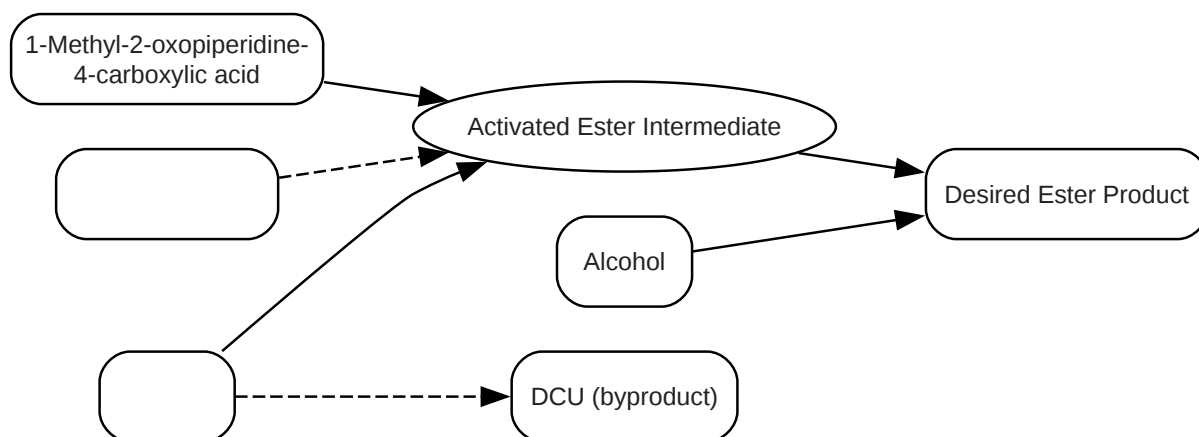 1-Methyl-2-oxopiperidine-
4-carboxylic acid
Activated Ester Intermediate
Desired Ester Product
Alcohol
DCU (byproduct)